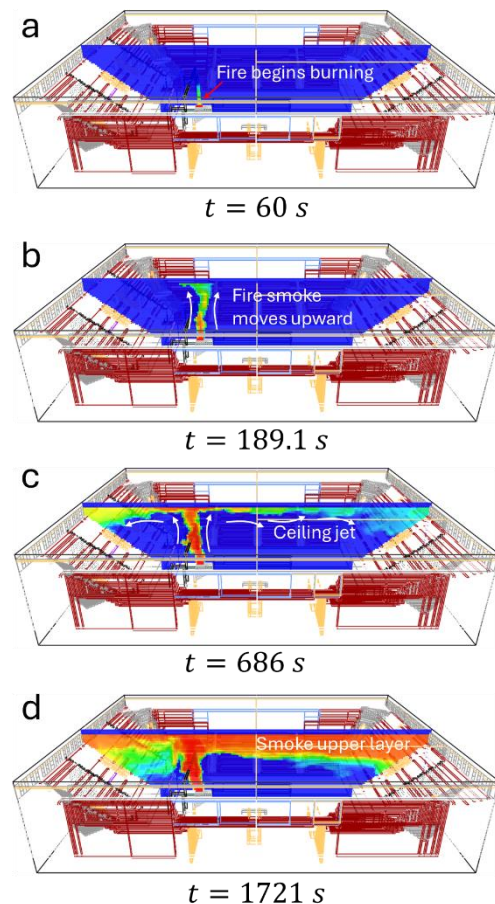 a
Fire begins burning
t = 60 s
b
Fire smoke
moves upward
t = 189.1 s
c
Ceiling jet
t = 686 s
d
Smoke upper layer
t = 1721 s